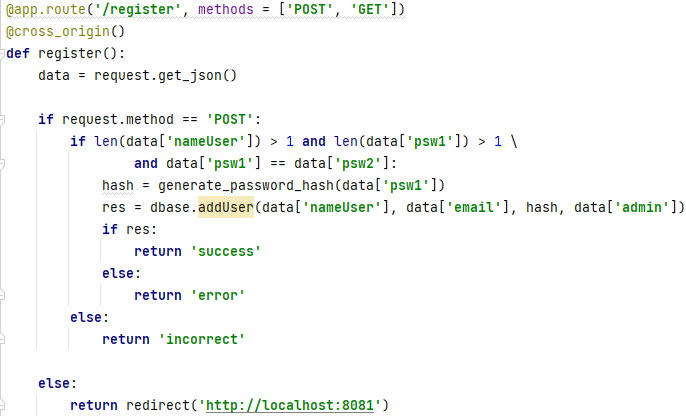 @app.route('/register', methods = ['POST', 'GET'])
@cross_origin()
def register():
    data = request.get_json()

    if request.method == 'POST':
        if len(data['nameUser']) > 1 and len(data['psw1']) > 1 \
                and data['psw1'] == data['psw2']:
            hash = generate_password_hash(data['psw1'])
            res = dbase.addUser(data['nameUser'], data['email'], hash, data['admin'])
            if res:
                return 'success'
            else:
                return 'error'
        else:
            return 'incorrect'

    else:
        return redirect('http://localhost:8081')